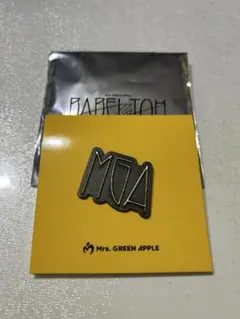 BABEL no TOH
MGA
Mrs. GREEN APPLE